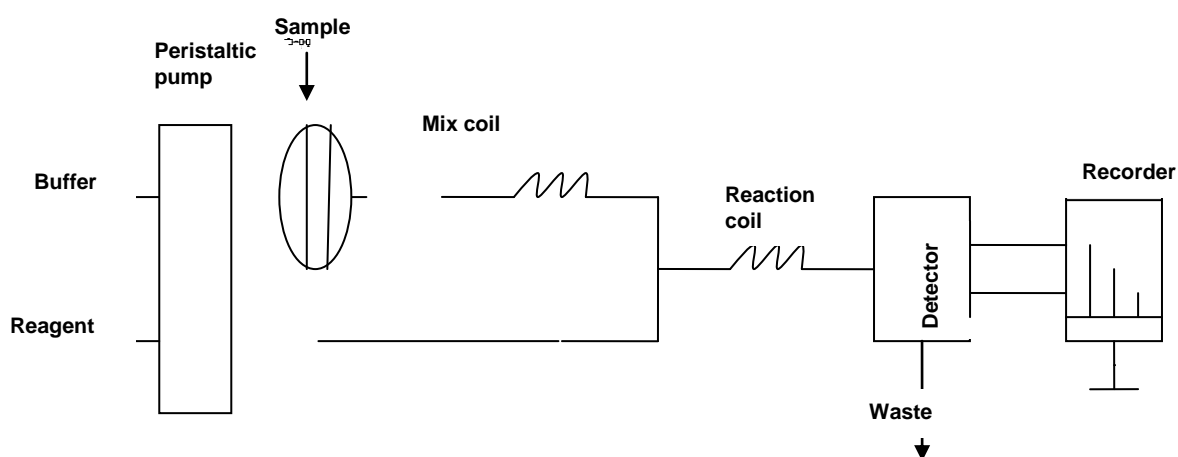 Sample
Peristaltic
pump
Mix coil
Buffer
Recorder
Reaction
coil
Detector
Reagent
Waste